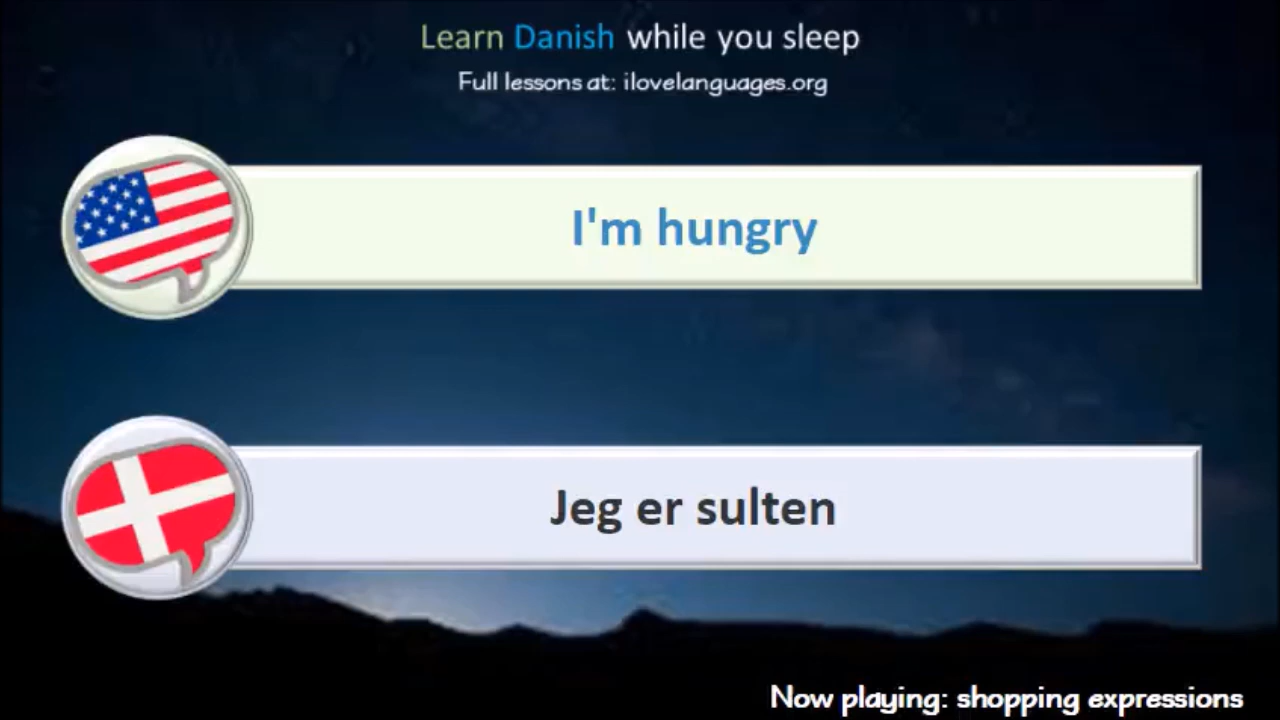 Learn Danish while you sleep
Full lessons at: ilovelanguages.org
I'm hungry
Jeg er sulten
Now playing: shopping expressions